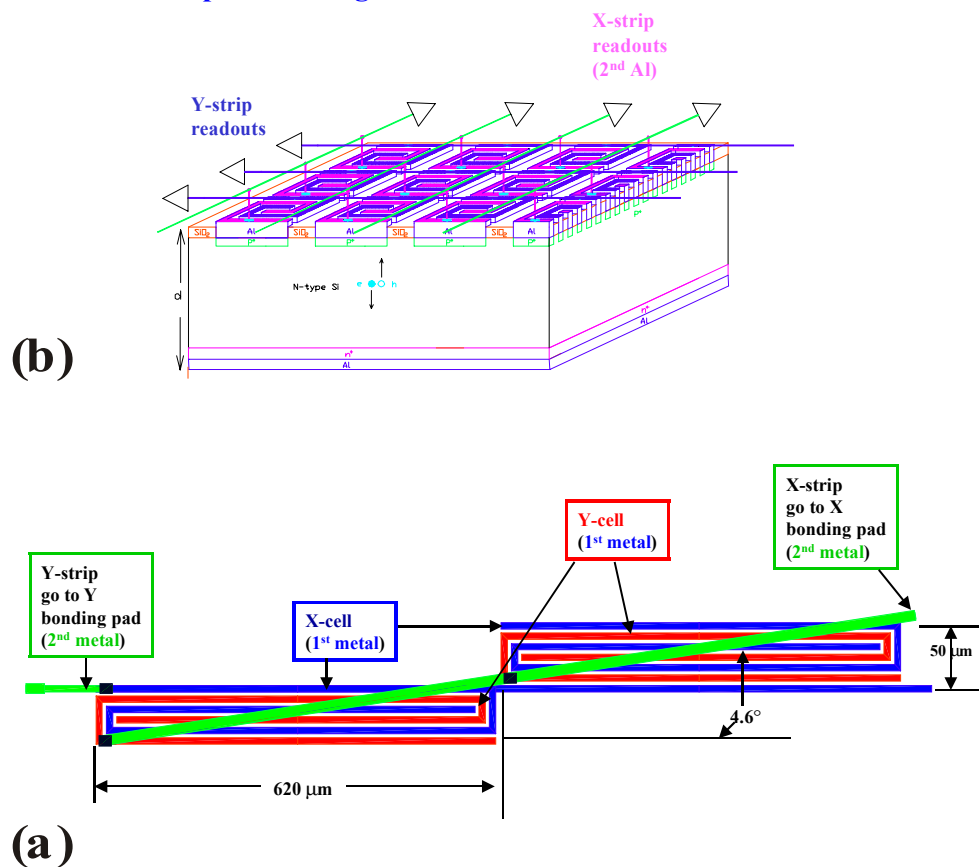 X-strip
readouts
(2nd Al)
Y-strip
readouts
SiO2 Al SiO2 SiO2 Al SiO2 Al
P+ P+ P+ P+ P+
N-type Si e h
d
n+ Al
n+
Al
(b)
X-strip
go to X
bonding pad
(2nd metal)
Y-cell
(1st metal)
Y-strip
go to Y
bonding pad
(2nd metal)
X-cell
(1st metal)
50 μm
4.6°
620 μm
(a)